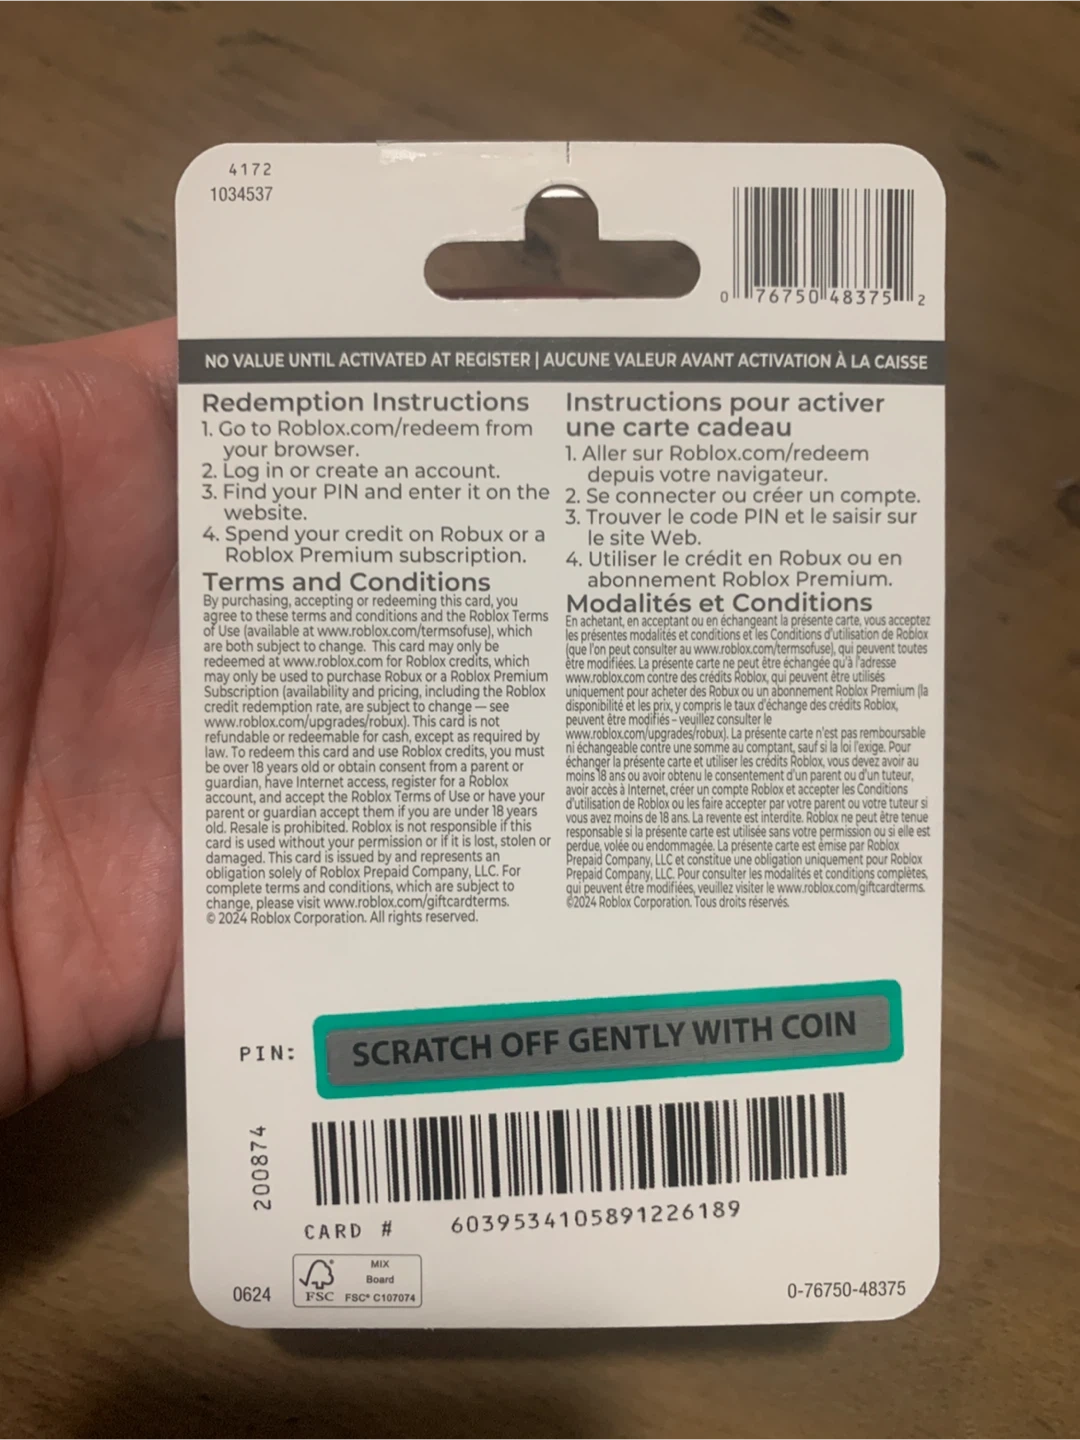 4172
1034537
0 76750 48375 2
NO VALUE UNTIL ACTIVATED AT REGISTER | AUCUNE VALEUR AVANT ACTIVATION À LA CAISSE
Redemption Instructions
1. Go to Roblox.com/redeem from
your browser.
2. Log in or create an account.
3. Find your PIN and enter it on the
website.
4. Spend your credit on Robux or a
Roblox Premium subscription.
Terms and Conditions
By purchasing, accepting or redeeming this card, you
agree to these terms and conditions and the Roblox Terms
of Use (available at www.roblox.com/termsofuse), which
are both subject to change. This card may only be
redeemed at www.roblox.com for Roblox credits, which
may only be used to purchase Robux or a Roblox Premium
Subscription (availability and pricing, including the Roblox
credit redemption rate, are subject to change — see
www.roblox.com/upgrades/robux). This card is not
refundable or redeemable for cash, except as required by
law. To redeem this card and use Roblox credits, you must
be over 18 years old or obtain consent from a parent or
guardian, have Internet access, register for a Roblox
account, and accept the Roblox Terms of Use or have your
parent or guardian accept them if you are under 18 years
old. Resale is prohibited. Roblox is not responsible if this
card is used without your permission or if it is lost, stolen or
damaged. This card is issued by and represents an
obligation solely of Roblox Prepaid Company, LLC. For
complete terms and conditions, which are subject to
change, please visit www.roblox.com/giftcardterms.
© 2024 Roblox Corporation. All rights reserved.
Instructions pour activer
une carte cadeau
1. Aller sur Roblox.com/redeem
depuis votre navigateur.
2. Se connecter ou créer un compte.
3. Trouver le code PIN et le saisir sur
le site Web.
4. Utiliser le crédit en Robux ou en
abonnement Roblox Premium.
Modalités et Conditions
En achetant, en acceptant ou en échangeant la présente carte, vous acceptez
les présentes modalités et conditions et les Conditions d'utilisation de Roblox
(que l'on peut consulter au www.roblox.com/termsofuse), qui peuvent toutes
être modifiées. La présente carte ne peut être échangée qu'à l'adresse
www.roblox.com contre des crédits Roblox, qui peuvent être utilisés
uniquement pour acheter des Robux ou un abonnement Roblox Premium (la
disponibilité et les prix, y compris le taux d'échange des crédits Roblox,
peuvent être modifiés – veuillez consulter le
www.roblox.com/upgrades/robux). La présente carte n'est pas remboursable
ni échangeable contre une somme au comptant, sauf si la loi l'exige. Pour
échanger la présente carte et utiliser les crédits Roblox, vous devez avoir au
moins 18 ans ou avoir obtenu le consentement d'un parent ou d'un tuteur,
avoir accès à Internet, créer un compte Roblox et accepter les Conditions
d'utilisation de Roblox ou les faire accepter par votre parent ou votre tuteur si
vous avez moins de 18 ans. La revente est interdite. Roblox ne peut être tenue
responsable si la présente carte est utilisée sans votre permission ou si elle est
perdue, volée ou endommagée. La présente carte est émise par Roblox
Prepaid Company, LLC et constitue une obligation uniquement pour Roblox
Prepaid Company, LLC. Pour consulter les modalités et conditions complètes,
qui peuvent être modifiées, veuillez visiter le www.roblox.com/giftcardterms.
©2024 Roblox Corporation. Tous droits réservés.
PIN:
SCRATCH OFF GENTLY WITH COIN
200874
CARD # 6039534105891226189
0624
FSC
MIX
Board
FSC® C107074
0-76750-48375